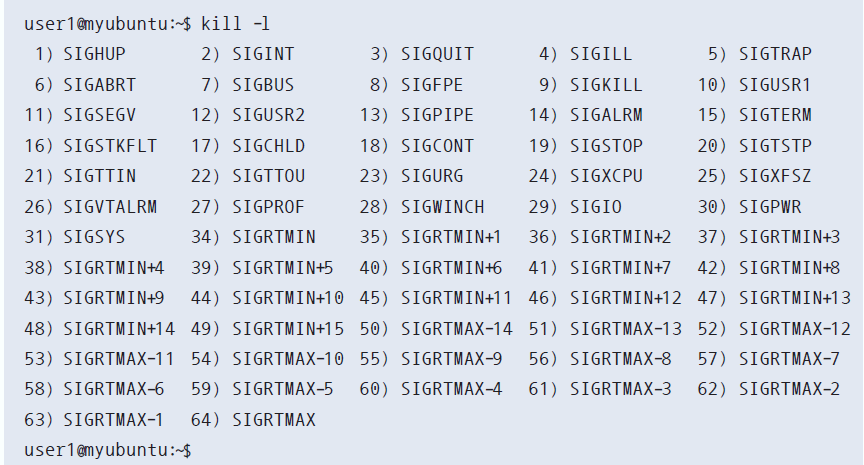 user1@myubuntu:~$ kill -l
1) SIGHUP 2) SIGINT 3) SIGQUIT 4) SIGILL 5) SIGTRAP
6) SIGABRT 7) SIGBUS 8) SIGFPE 9) SIGKILL 10) SIGUSR1
11) SIGSEGV 12) SIGUSR2 13) SIGPIPE 14) SIGALRM 15) SIGTERM
16) SIGSTKFLT 17) SIGCHLD 18) SIGCONT 19) SIGSTOP 20) SIGTSTP
21) SIGTTIN 22) SIGTTOU 23) SIGURG 24) SIGXCPU 25) SIGXFSZ
26) SIGVTALRM 27) SIGPROF 28) SIGWINCH 29) SIGIO 30) SIGPWR
31) SIGSYS 34) SIGRTMIN 35) SIGRTMIN+1 36) SIGRTMIN+2 37) SIGRTMIN+3
38) SIGRTMIN+4 39) SIGRTMIN+5 40) SIGRTMIN+6 41) SIGRTMIN+7 42) SIGRTMIN+8
43) SIGRTMIN+9 44) SIGRTMIN+10 45) SIGRTMIN+11 46) SIGRTMIN+12 47) SIGRTMIN+13
48) SIGRTMIN+14 49) SIGRTMIN+15 50) SIGRTMAX-14 51) SIGRTMAX-13 52) SIGRTMAX-12
53) SIGRTMAX-11 54) SIGRTMAX-10 55) SIGRTMAX-9 56) SIGRTMAX-8 57) SIGRTMAX-7
58) SIGRTMAX-6 59) SIGRTMAX-5 60) SIGRTMAX-4 61) SIGRTMAX-3 62) SIGRTMAX-2
63) SIGRTMAX-1 64) SIGRTMAX
user1@myubuntu:~$